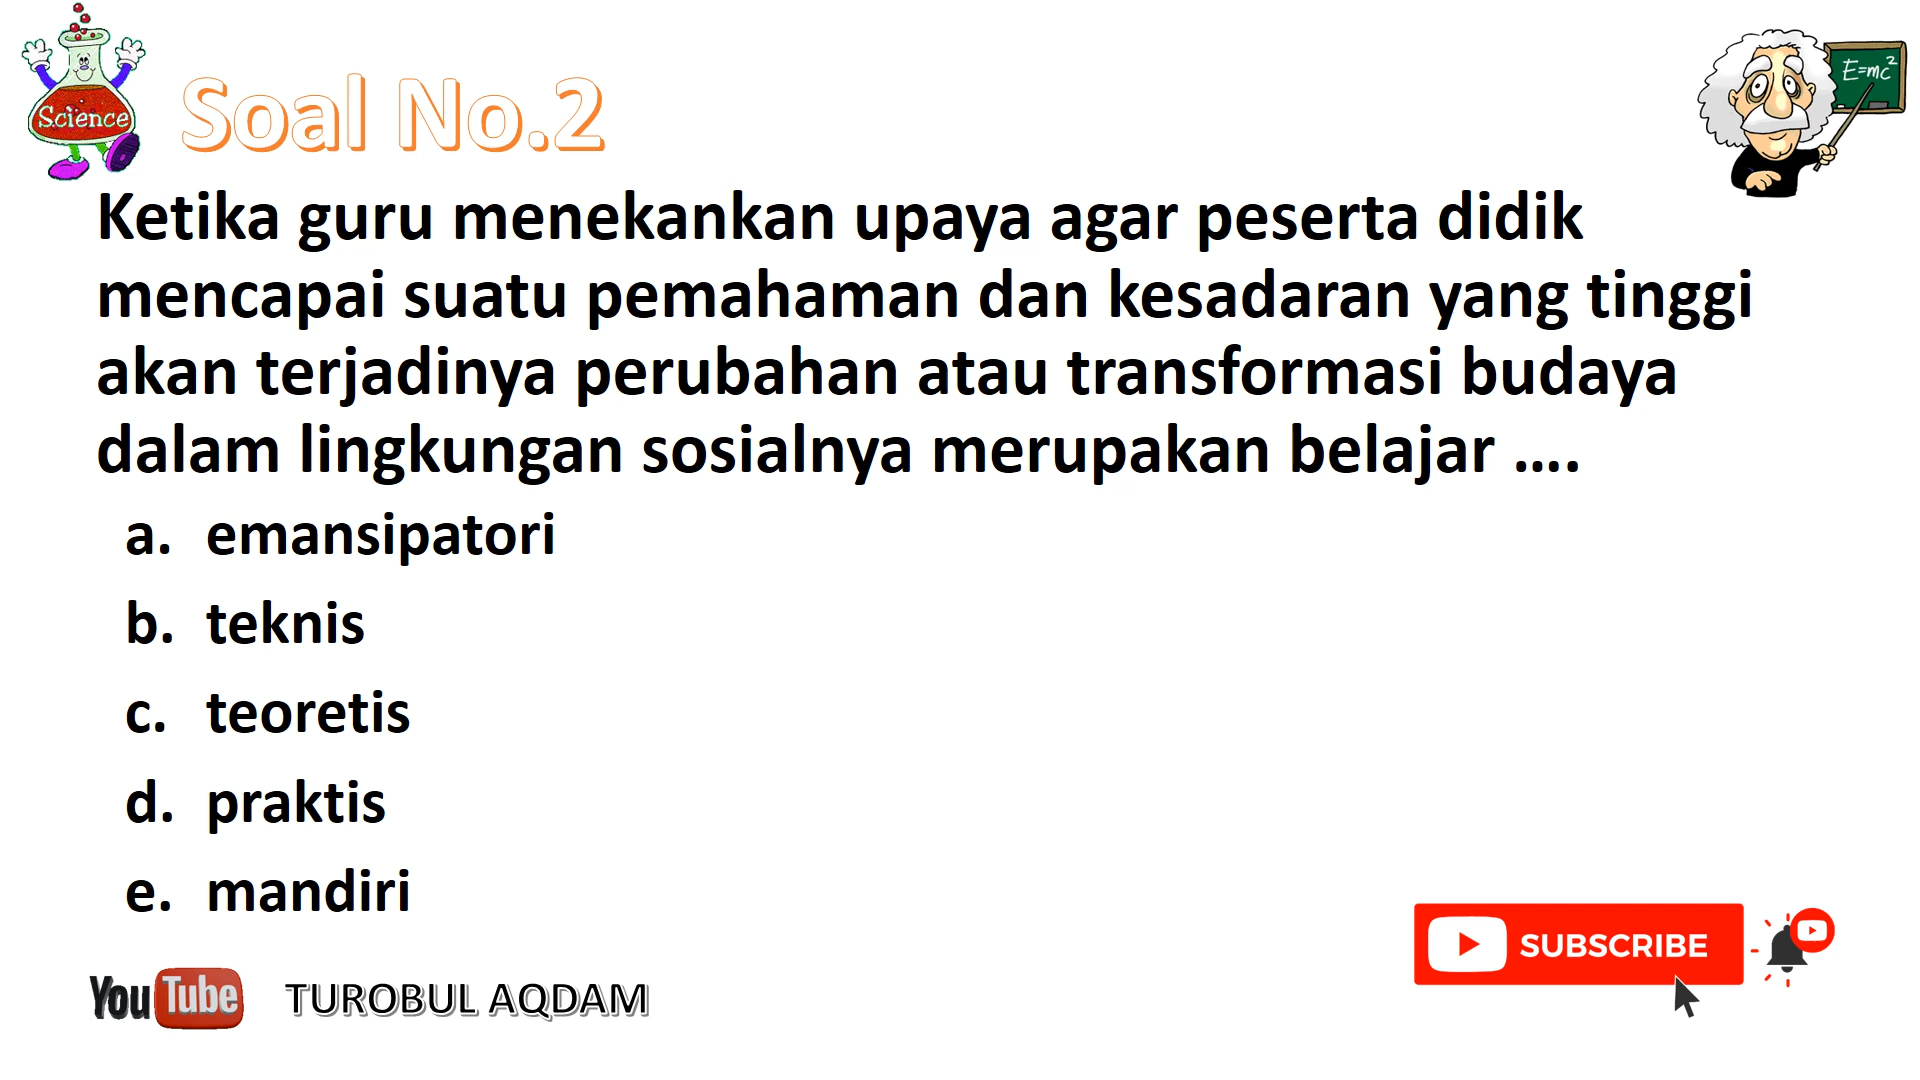 Science
E=mc²
Soal No.2
Ketika guru menekankan upaya agar peserta didik
mencapai suatu pemahaman dan kesadaran yang tinggi
akan terjadinya perubahan atau transformasi budaya
dalam lingkungan sosialnya merupakan belajar ....
a. emansipatori
b. teknis
c. teoretis
d. praktis
e. mandiri
SUBSCRIBE
YouTube TUROBUL AQDAM